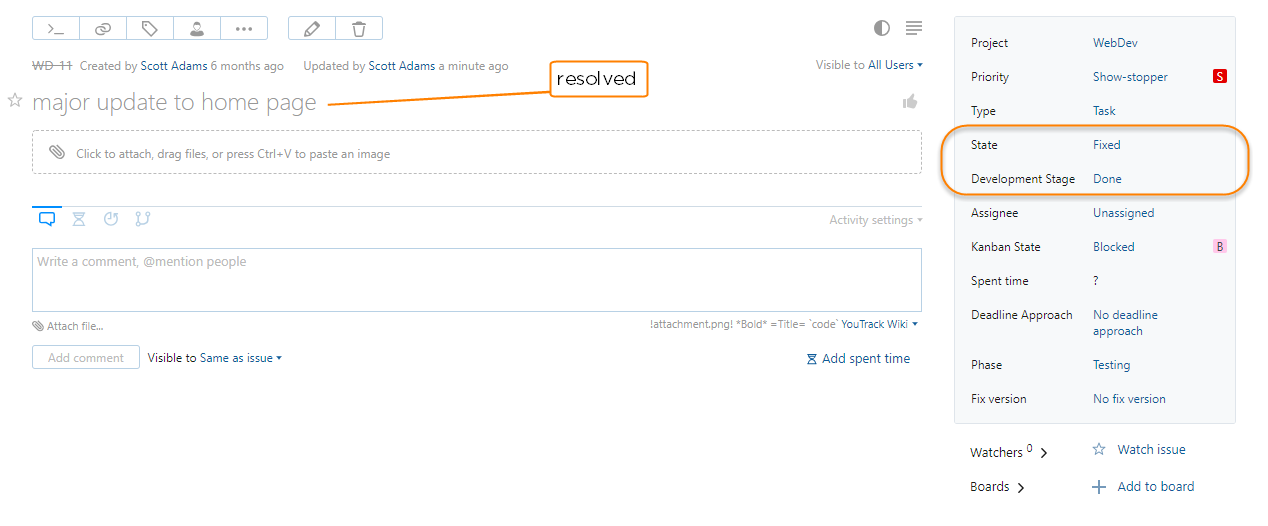 WD-11 Created by Scott Adams 6 months ago Updated by Scott Adams a minute ago
Visible to All Users
resolved
major update to home page
Click to attach, drag files, or press Ctrl+V to paste an image
Activity settings
Write a comment, @mention people
Attach file...
!attachment.png! *Bold* =Title= `code` YouTrack Wiki
Add comment Visible to Same as issue
Add spent time
Project WebDev
Priority Show-stopper S
Type Task
State Fixed
Development Stage Done
Assignee Unassigned
Kanban State Blocked B
Spent time ?
Deadline Approach No deadline
approach
Phase Testing
Fix version No fix version
Watchers 0 Watch issue
Boards Add to board